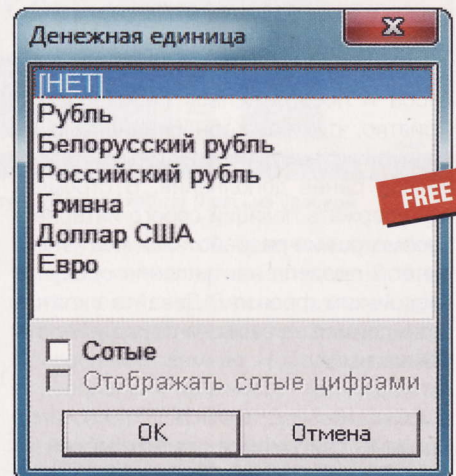 Денежная единица
[НЕТ]
Рубль
Белорусский рубль
Российский рубль
Гривна
Доллар США
Евро
FREE
Сотые
Отображать сотые цифрами
OK
Отмена